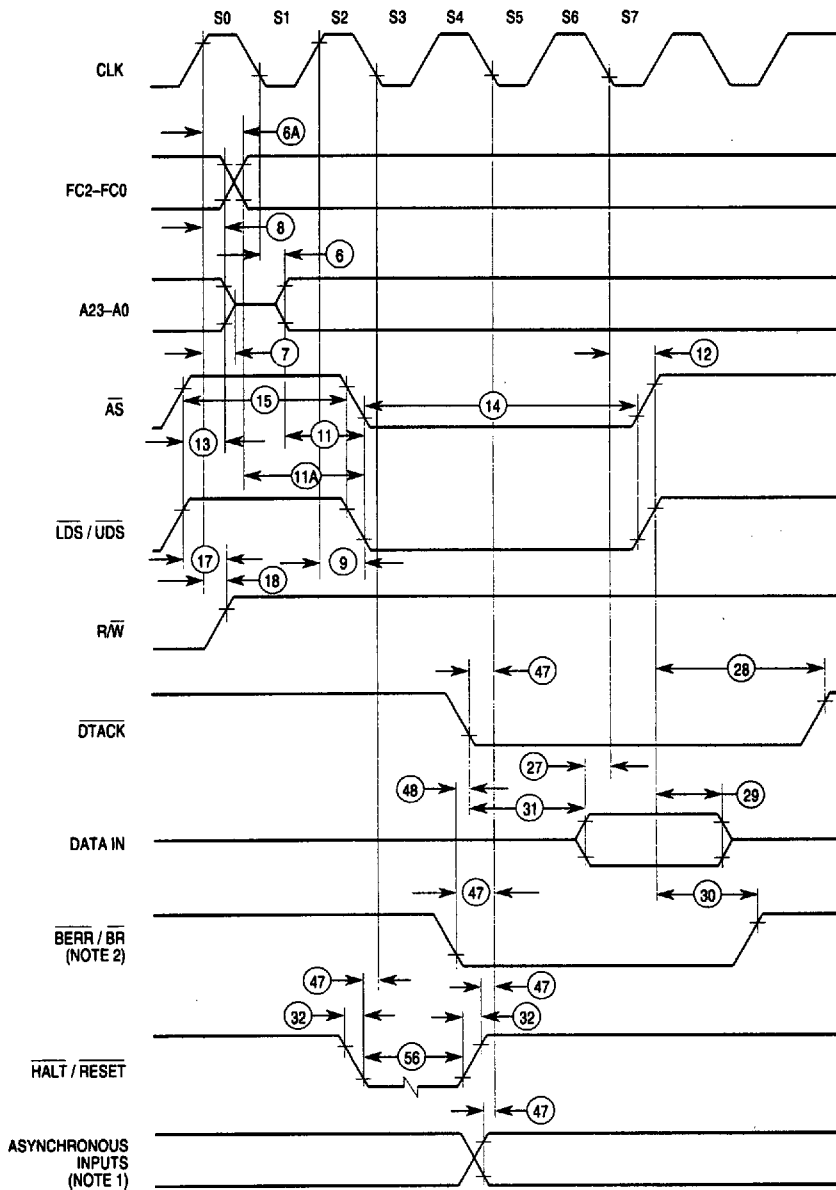 S0 S1 S2 S3 S4 S5 S6 S7
CLK
6A
FC2–FC0
8
6
A23–A0
7
12
AS
15
14
13
11
11A
LDS / UDS
17
9
18
R/W
47
28
DTACK
27
48
31
29
DATA IN
47
30
BERR / BR
(NOTE 2)
47
47
32
32
56
HALT / RESET
47
ASYNCHRONOUS
INPUTS
(NOTE 1)